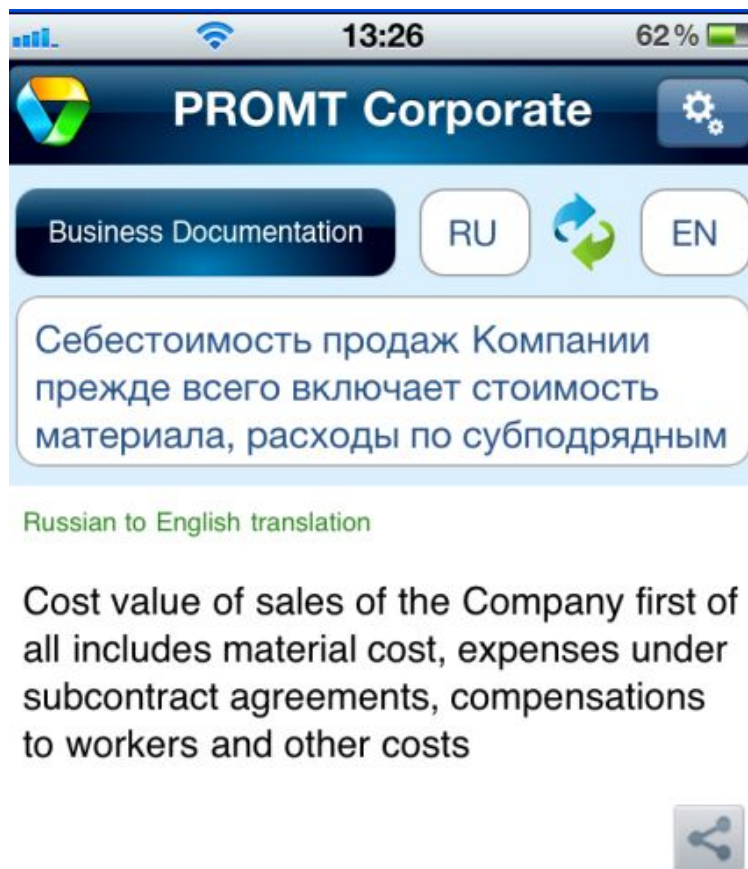 13:26 62%
PROMT Corporate
Business Documentation RU EN
Себестоимость продаж Компании
прежде всего включает стоимость
материала, расходы по субподрядным
Russian to English translation
Cost value of sales of the Company first of
all includes material cost, expenses under
subcontract agreements, compensations
to workers and other costs